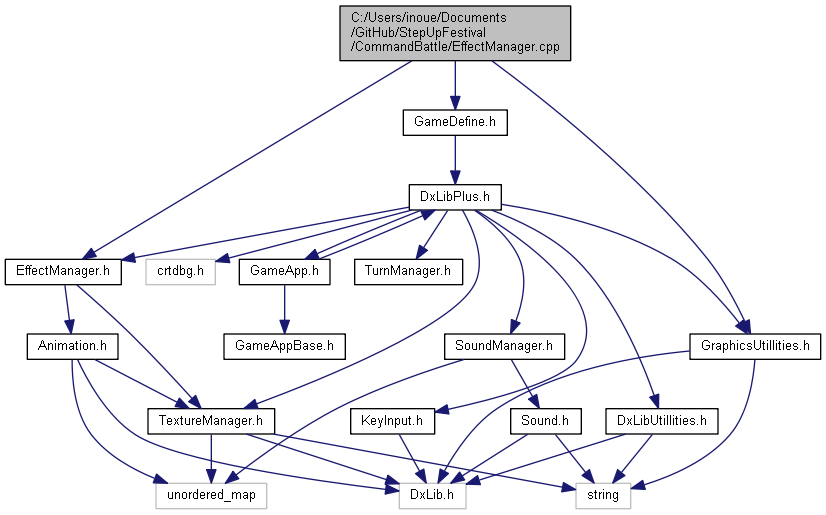 C:/Users/inoue/Documents
/GitHub/StepUpFestival
/CommandBattle/EffectManager.cpp
GameDefine.h
DxLibPlus.h
EffectManager.h
crtdbg.h
GameApp.h
TurnManager.h
Animation.h
GameAppBase.h
SoundManager.h
GraphicsUtillities.h
TextureManager.h
KeyInput.h
Sound.h
DxLibUtillities.h
unordered_map
DxLib.h
string